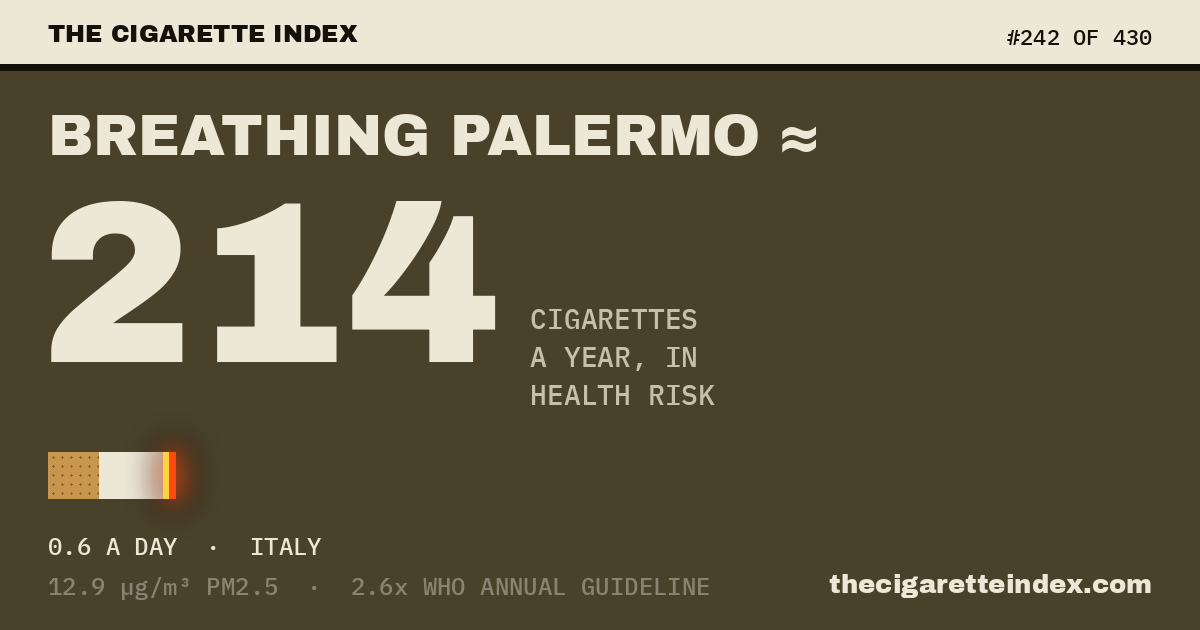 THE CIGARETTE INDEX
#242 OF 430
BREATHING PALERMO ≈
214
CIGARETTES
A YEAR, IN
HEALTH RISK
0.6 A DAY · ITALY
12.9 µg/m³ PM2.5 · 2.6x WHO ANNUAL GUIDELINE
thecigaretteindex.com